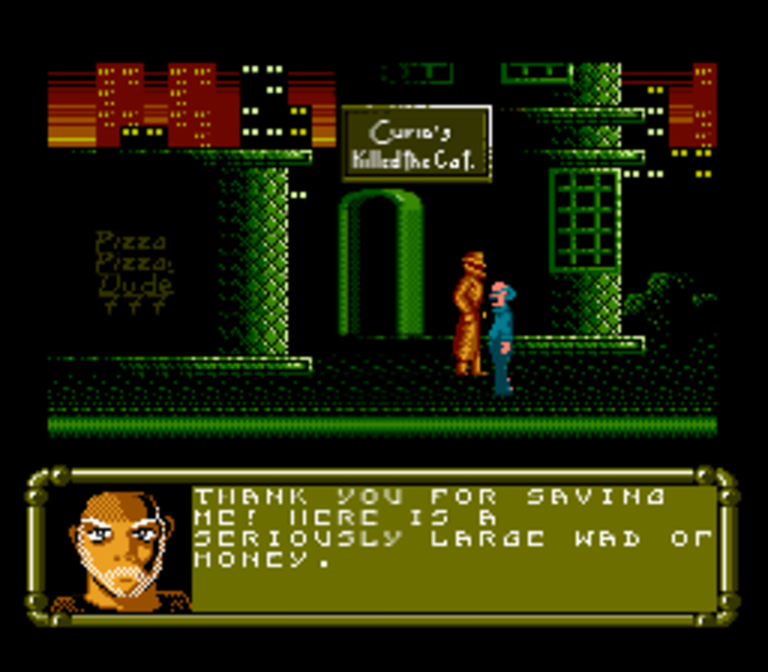 Curio's
Killed the Cat.
Pizza
Pizza!
Dude
777
THANK YOU FOR SAVING
ME! HERE IS A
SERIOUSLY LARGE WAD OF
MONEY.